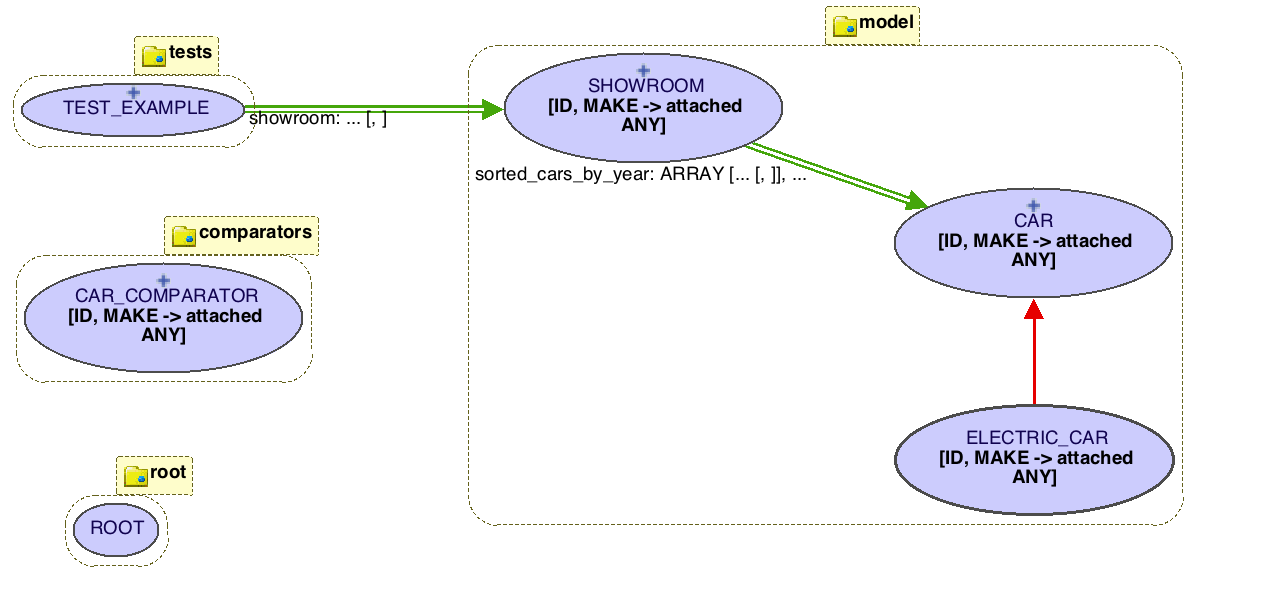 tests
TEST_EXAMPLE
showroom: ... [, ]
comparators
CAR_COMPARATOR
[ID, MAKE -> attached
ANY]
root
ROOT
model
SHOWROOM
[ID, MAKE -> attached
ANY]
sorted_cars_by_year: ARRAY [... [, ]], ...
CAR
[ID, MAKE -> attached
ANY]
ELECTRIC_CAR
[ID, MAKE -> attached
ANY]